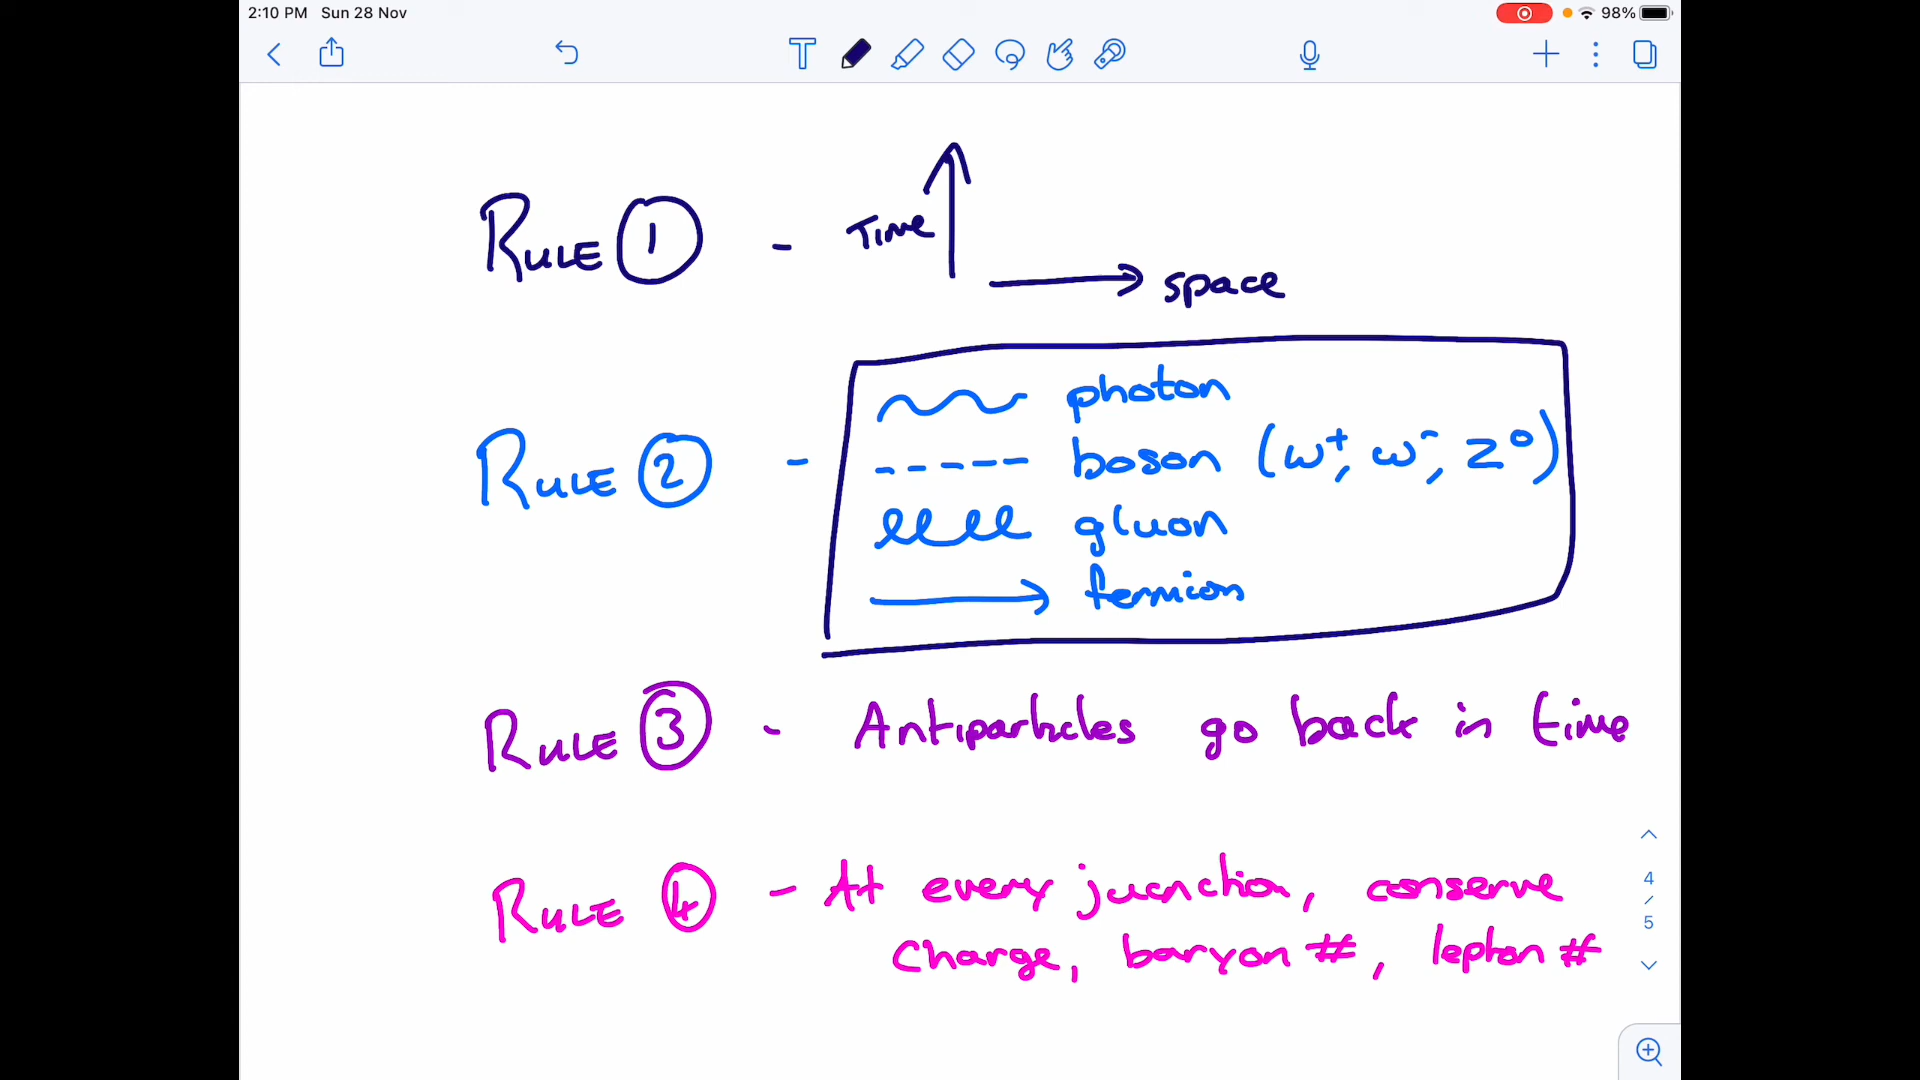 2:10 PM Sun 28 Nov
98%
RULE 1 - Time
space
photon
RULE 2 - boson (W⁺, W⁻, Z⁰)
gluon
fermion
RULE 3 - Antiparticles go back in time
RULE 4 - At every junction, conserve
charge, baryon #, lepton #
4
/
5